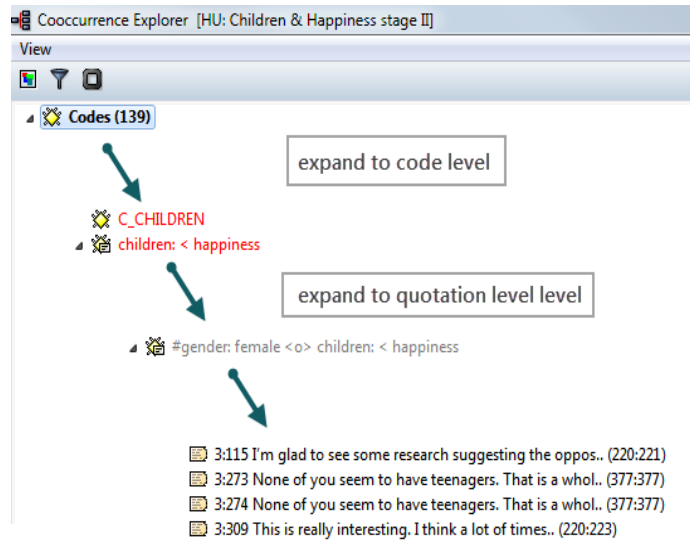 Cooccurrence Explorer [HU: Children & Happiness stage II]
View
Codes (139)
expand to code level
C_CHILDREN
children: < happiness
expand to quotation level level
#gender: female <o> children: < happiness
3:115 I'm glad to see some research suggesting the oppos.. (220:221)
3:273 None of you seem to have teenagers. That is a whol.. (377:377)
3:274 None of you seem to have teenagers. That is a whol.. (377:377)
3:309 This is really interesting. I think a lot of times.. (220:223)